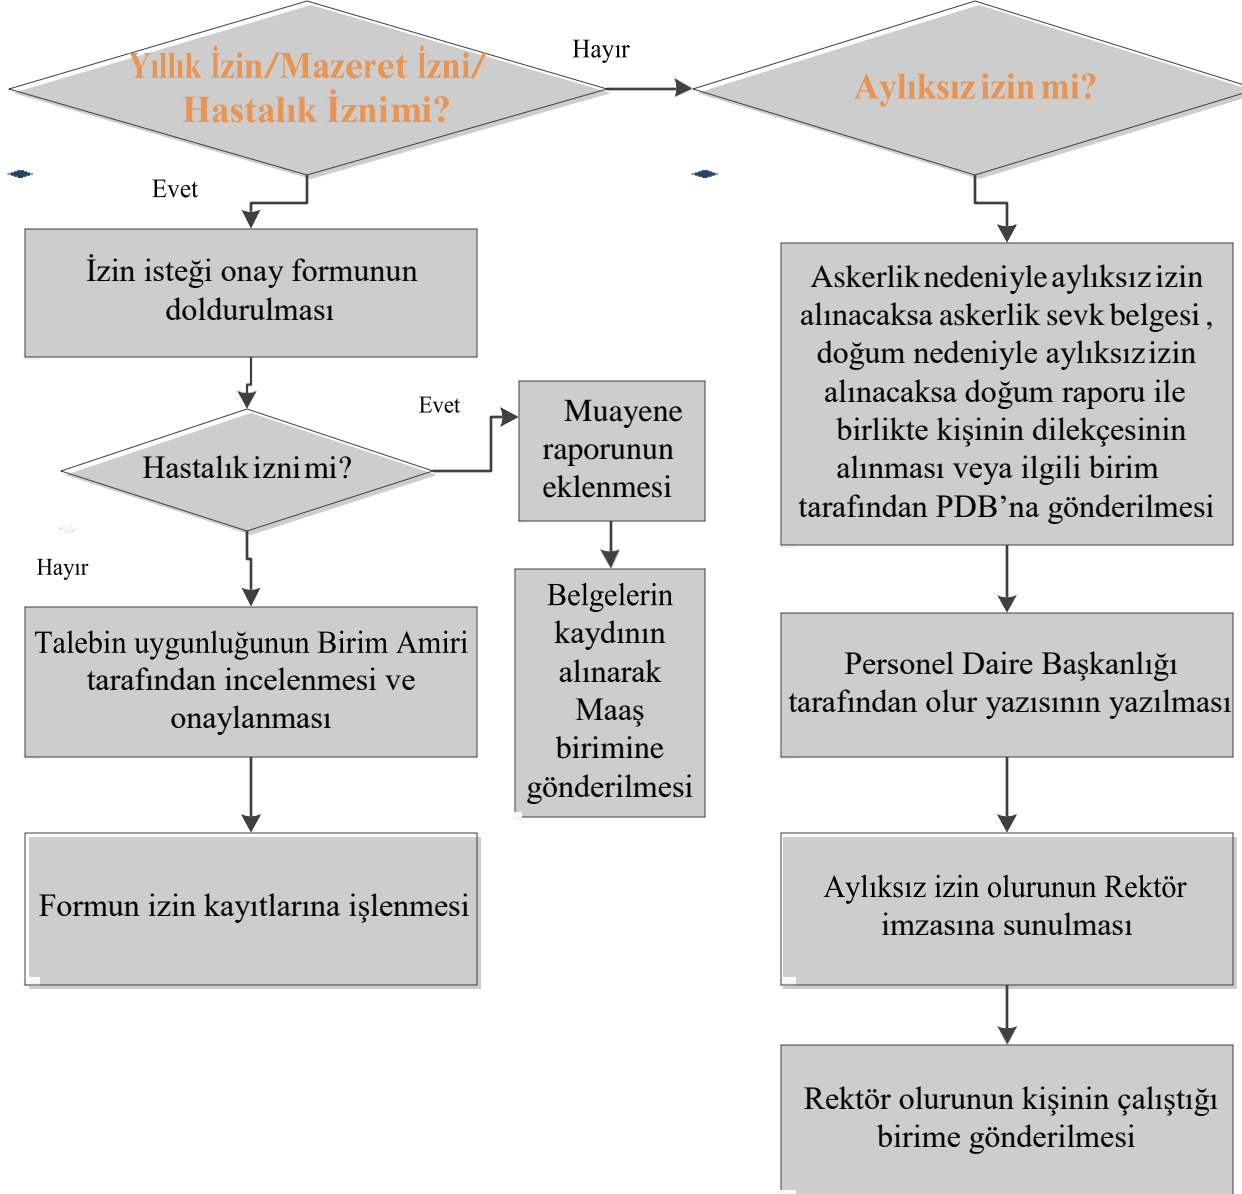 Yıllık İzin/Mazeret İzni/
Hastalık İzni mi?
Hayır
Aylıksız izin mi?
Evet
İzin isteği onay formunun
doldurulması
Hastalık izni mi?
Evet
Muayene
raporunun
eklenmesi
Belgelerin
kaydının
alınarak
Maaş
birimine
gönderilmesi
Hayır
Talebin uygunluğunun Birim Amiri
tarafından incelenmesi ve
onaylanması
Formun izin kayıtlarına işlenmesi
Askerlik nedeniyle aylıksız izin
alınacaksa askerlik sevk belgesi ,
doğum nedeniyle aylıksız izin
alınacaksa doğum raporu ile
birlikte kişinin dilekçesinin
alınması veya ilgili birim
tarafından PDB’na gönderilmesi
Personel Daire Başkanlığı
tarafından olur yazısının yazılması
Aylıksız izin olurunun Rektör
imzasına sunulması
Rektör olurunun kişinin çalıştığı
birime gönderilmesi